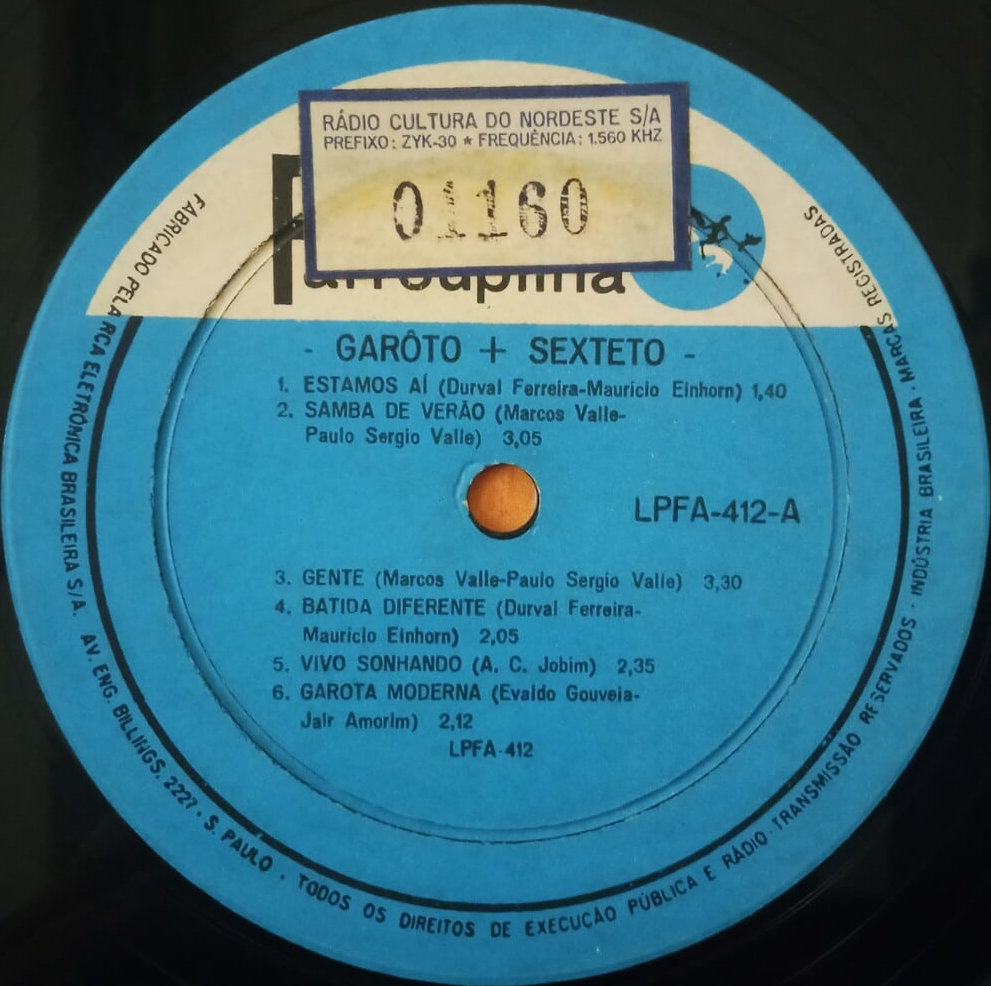 RÁDIO CULTURA DO NORDESTE S/A
PREFIXO: ZYK-30 * FREQUÊNCIA: 1.560 KHZ
01160
Farroupilha
- GARÔTO + SEXTETO -
1. ESTAMOS AÍ (Durval Ferreira-Maurício Einhorn) 1,40
2. SAMBA DE VERÃO (Marcos Valle-
Paulo Sergio Valle) 3,05
LPFA-412-A
3. GENTE (Marcos Valle-Paulo Sergio Valle) 3,30
4. BATIDA DIFERENTE (Durval Ferreira-
Maurício Einhorn) 2,05
5. VIVO SONHANDO (A. C. Jobim) 2,35
6. GAROTA MODERNA (Evaldo Gouveia-
Jair Amorim) 2,12
LPFA-412
FABRICADO PELA RCA ELETRÔNICA BRASILEIRA S/A. AV. ENG. BILLINGS, 2227 · S. PAULO · TODOS OS DIREITOS DE EXECUÇÃO PÚBLICA E RÁDIO-TRANSMISSÃO RESERVADOS · INDÚSTRIA BRASILEIRA · MARCAS REGISTRADAS